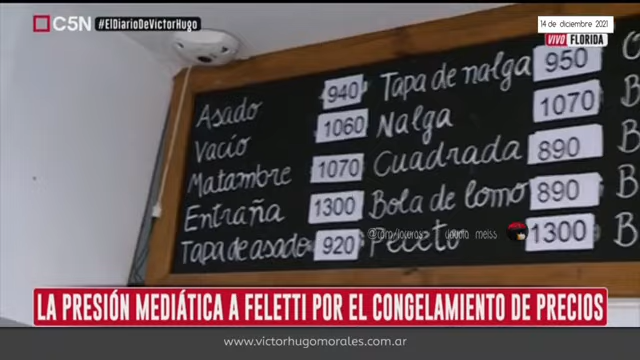 C5N
#ElDiarioDeVictorHugo
14 de diciembre 2021
VIVO FLORIDA
Asado 940
Vacío 1060
Matambre 1070
Entraña 1300
Tapa de asado 920
Tapa de nalga 950
Nalga 1070
Cuadrada 890
Bola de lomo 890
Peceto 1300
B
B
B
B
claudia meiss
LA PRESIÓN MEDIÁTICA A FELETTI POR EL CONGELAMIENTO DE PRECIOS
www.victorhugomorales.com.ar